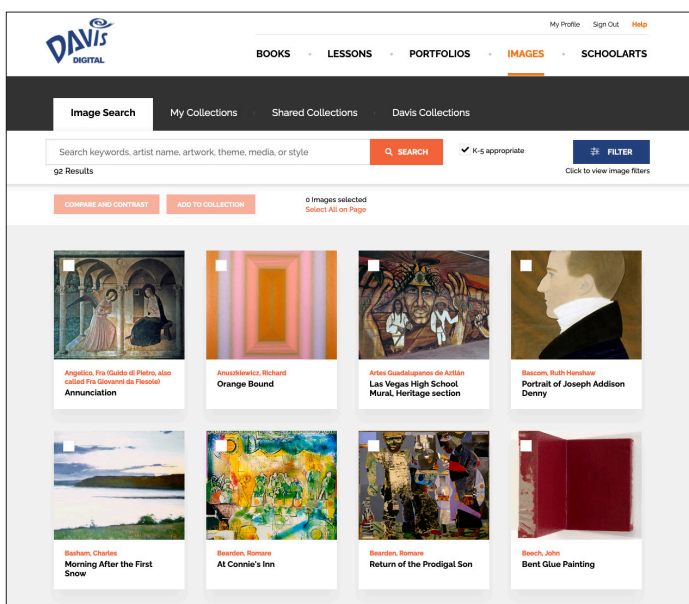 My Profile Sign Out Help
DAVIS
DIGITAL
BOOKS • LESSONS • PORTFOLIOS • IMAGES • SCHOOLARTS
Image Search My Collections Shared Collections Davis Collections
Search keywords, artist name, artwork, theme, media, or style SEARCH K-5 appropriate FILTER
92 Results Click to view image filters
COMPARE AND CONTRAST ADD TO COLLECTION 0 Images selected
Select All on Page
Angelico, Fra (Guido di Pietro, also
called Fra Giovanni da Fiesole)
Annunciation
Anuszkiewicz, Richard
Orange Bound
Artes Guadalupanos de Aztlán
Las Vegas High School
Mural, Heritage section
Bascom, Ruth Henshaw
Portrait of Joseph Addison
Denny
Basham, Charles
Morning After the First
Snow
Bearden, Romare
At Connie's Inn
Bearden, Romare
Return of the Prodigal Son
Beech, John
Bent Glue Painting